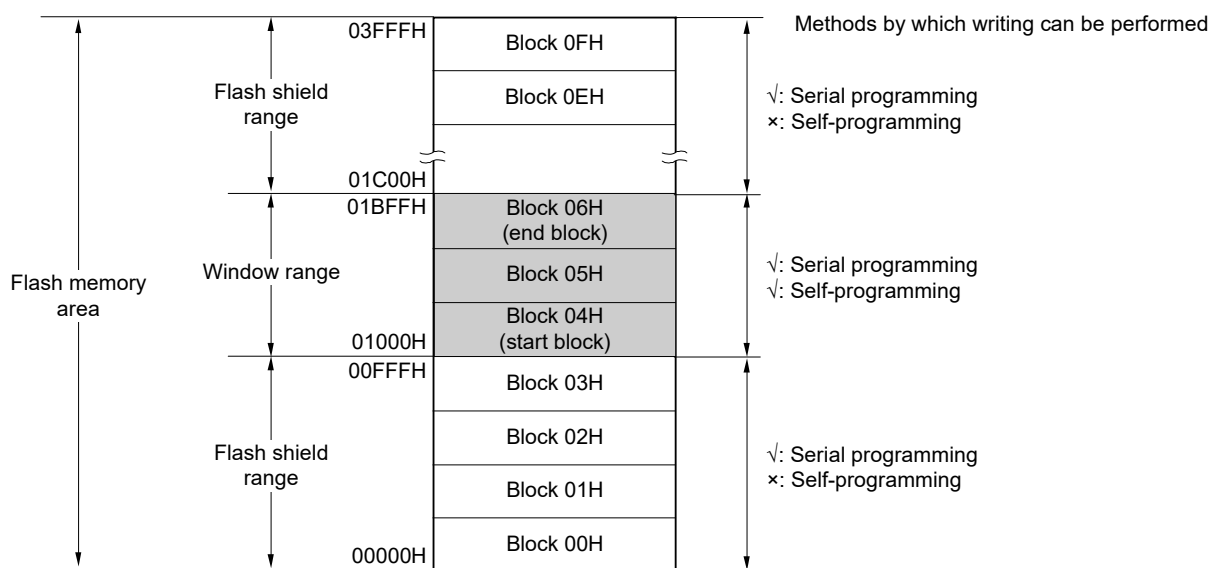 Methods by which writing can be performed
03FFFH
Block 0FH
Flash shield
range
Block 0EH
√: Serial programming
×: Self-programming
01C00H
01BFFH
Block 06H
(end block)
Flash memory
area
Window range
Block 05H
√: Serial programming
√: Self-programming
Block 04H
(start block)
01000H
00FFFH
Block 03H
Flash shield
range
Block 02H
√: Serial programming
×: Self-programming
Block 01H
Block 00H
00000H